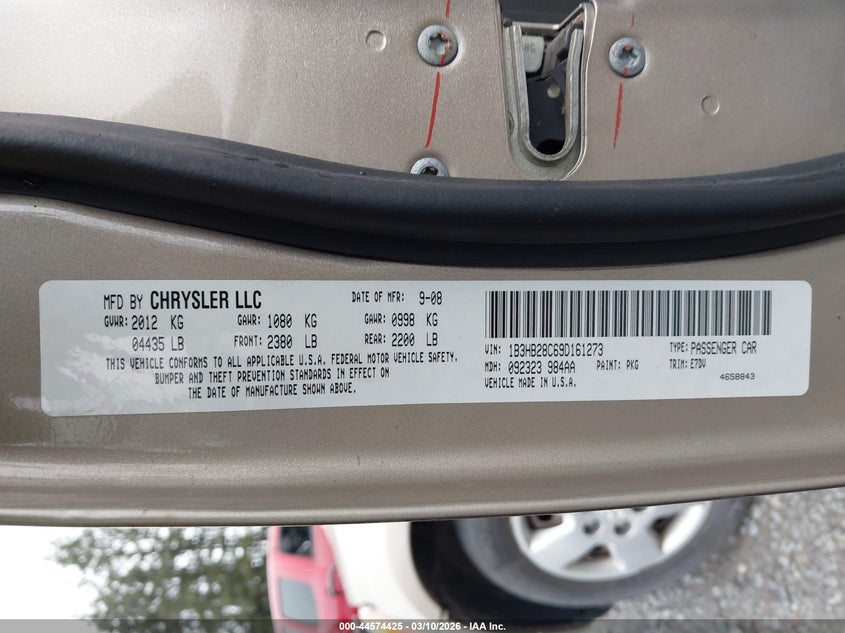 MFD BY CHRYSLER LLC DATE OF MFR: 9-08
GVWR: 2012 KG GAWR: 1080 KG GAWR: 0998 KG
04435 LB FRONT: 2380 LB REAR: 2200 LB
THIS VEHICLE CONFORMS TO ALL APPLICABLE U.S.A. FEDERAL MOTOR VEHICLE SAFETY,
BUMPER AND THEFT PREVENTION STANDARDS IN EFFECT ON
THE DATE OF MANUFACTURE SHOWN ABOVE.
VIN: 1B3HB28C69D161273 TYPE: PASSENGER CAR
MDH: 092323 984AA PAINT: PKG TRIM: E7DV
VEHICLE MADE IN U.S.A. 4658843
000-44574425 - 03/10/2026 - IAA Inc.